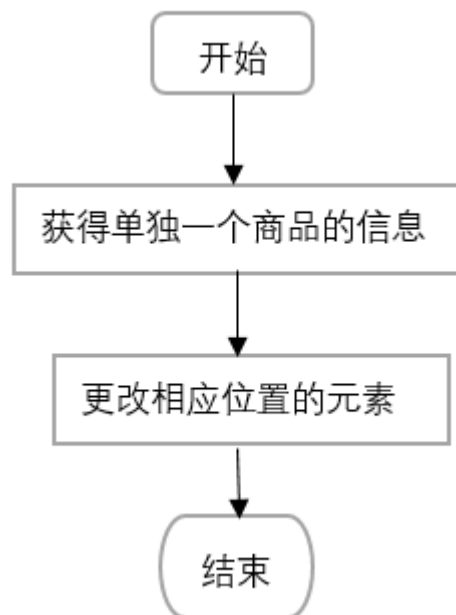 开始
获得单独一个商品的信息
更改相应位置的元素
结束